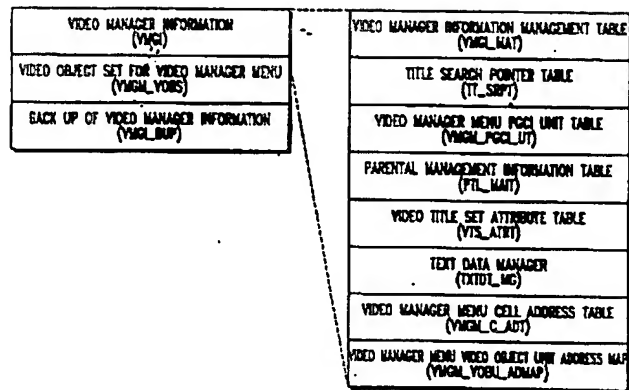 VIDEO MANAGER INFORMATION
(VMGI)
VIDEO OBJECT SET FOR VIDEO MANAGER MENU
(VMGM_VOBS)
BACK UP OF VIDEO MANAGER INFORMATION
(VMGI_BUP)
VIDEO MANAGER INFORMATION MANAGEMENT TABLE
(VMGI_MAT)
TITLE SEARCH POINTER TABLE
(TT_SRPT)
VIDEO MANAGER MENU PGCI UNIT TABLE
(VMGM_PGCI_UT)
PARENTAL MANAGEMENT INFORMATION TABLE
(PTL_MAIT)
VIDEO TITLE SET ATTRIBUTE TABLE
(VTS_ATRT)
TEXT DATA MANAGER
(TXTDT_MG)
VIDEO MANAGER MENU CELL ADDRESS TABLE
(VMGM_C_ADT)
VIDEO MANAGER MENU VIDEO OBJECT UNIT ADDRESS MAP
(VMGM_VOBU_ADMAP)